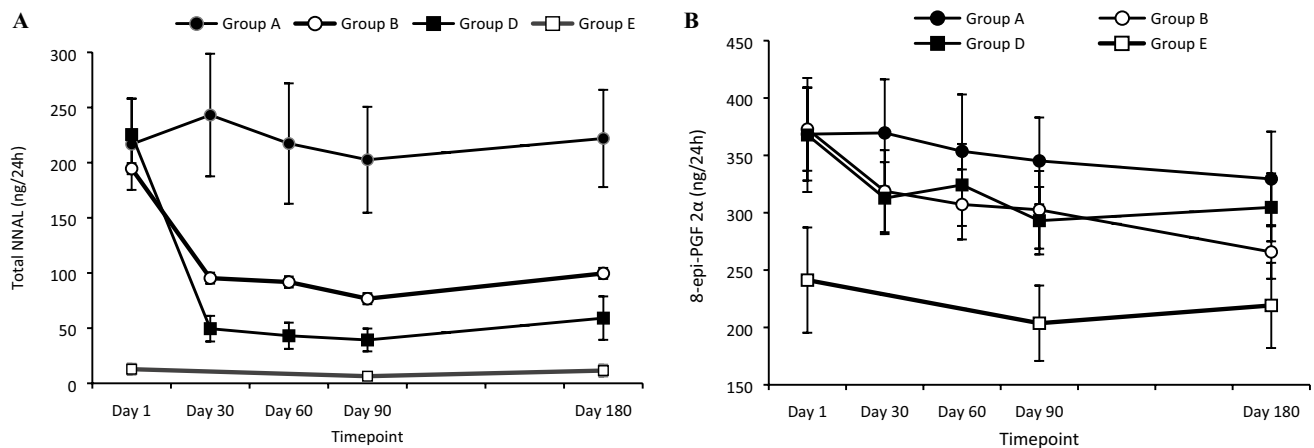 A
Group A Group B Group D Group E
300
250
200
150
100
50
0
Total NNAL (ng/24h)
Day 1 Day 30 Day 60 Day 90 Day 180
Timepoint
B
Group A Group B
Group D Group E
450
400
350
300
250
200
150
8-epi-PGF 2α (ng/24h)
Day 1 Day 30 Day 60 Day 90 Day 180
Timepoint